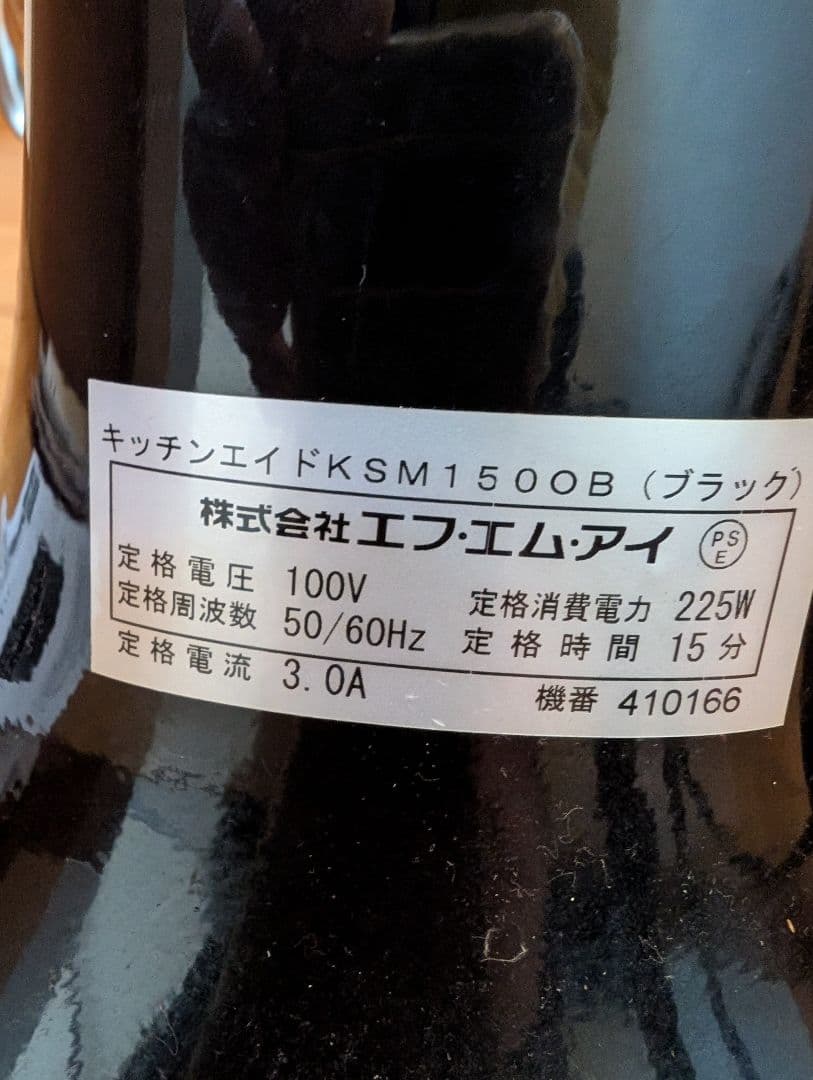 キッチンエイドKSM1500B（ブラック）
株式会社エフ・エム・アイ PSE
定格電圧 100V 定格消費電力 225W
定格周波数 50/60Hz 定格時間 15分
定格電流 3.0A 機番 410166